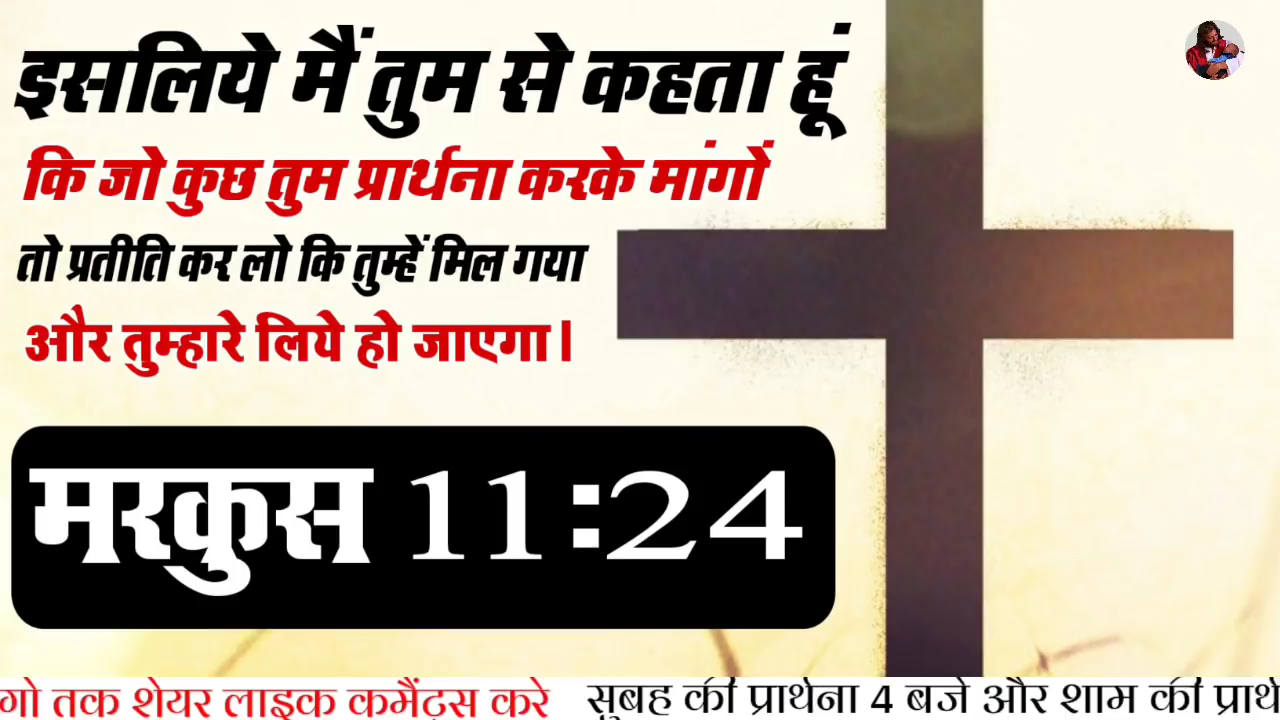 इसलिये मैं तुम से कहता हूं
कि जो कुछ तुम प्रार्थना करके मांगों
तो प्रतीति कर लो कि तुम्हें मिल गया
और तुम्हारे लिये हो जाएगा।
मरकुस 11:24
गो तक शेयर लाइक कमैंट्स करे सुबह की प्रार्थना 4 बजे और शाम की प्रार्थ